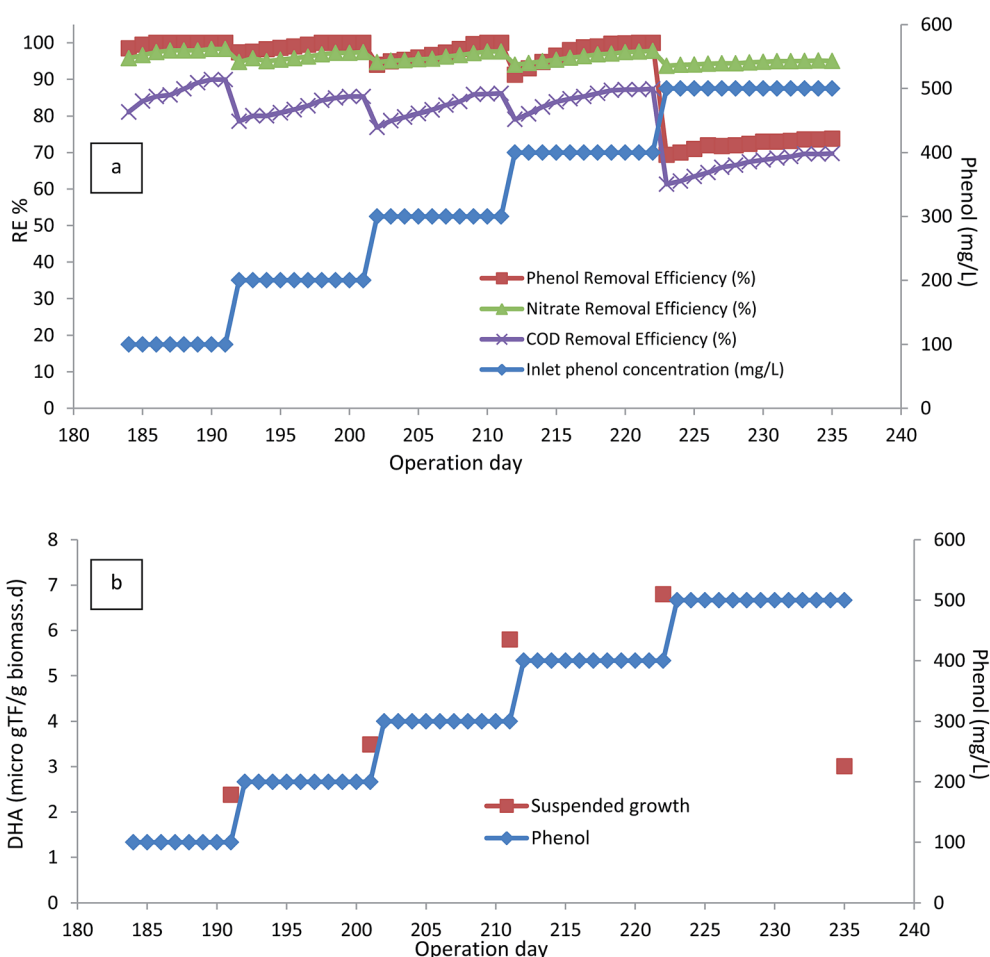 100
90
80
70
60
50
40
30
20
10
0
RE %
a
600
500
400
300
200
100
0
Phenol (mg/L)
Phenol Removal Efficiency (%)
Nitrate Removal Efficiency (%)
COD Removal Efficiency (%)
Inlet phenol concentration (mg/L)
180 185 190 195 200 205 210 215 220 225 230 235 240
Operation day
8
7
6
5
4
3
2
1
0
DHA (micro gTF/g biomass.d)
b
600
500
400
300
200
100
0
Phenol (mg/L)
Suspended growth
Phenol
180 185 190 195 200 205 210 215 220 225 230 235 240
Operation day